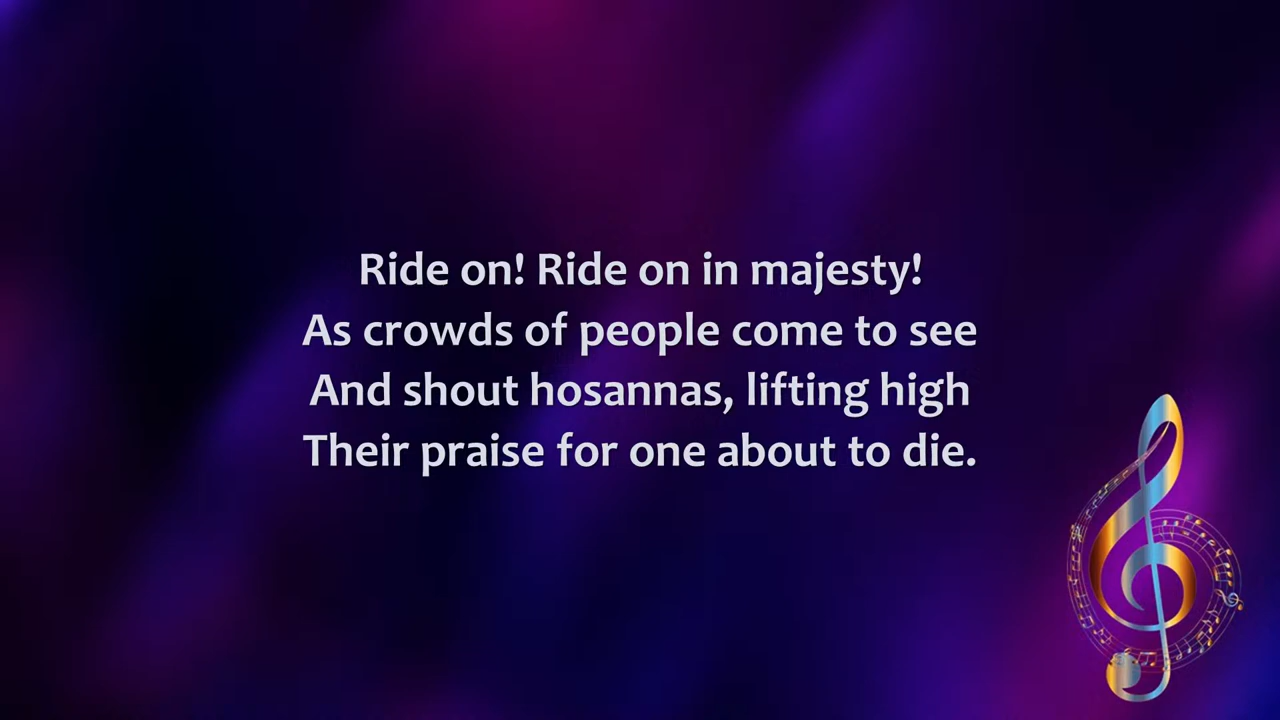 Ride on! Ride on in majesty!
As crowds of people come to see
And shout hosannas, lifting high
Their praise for one about to die.